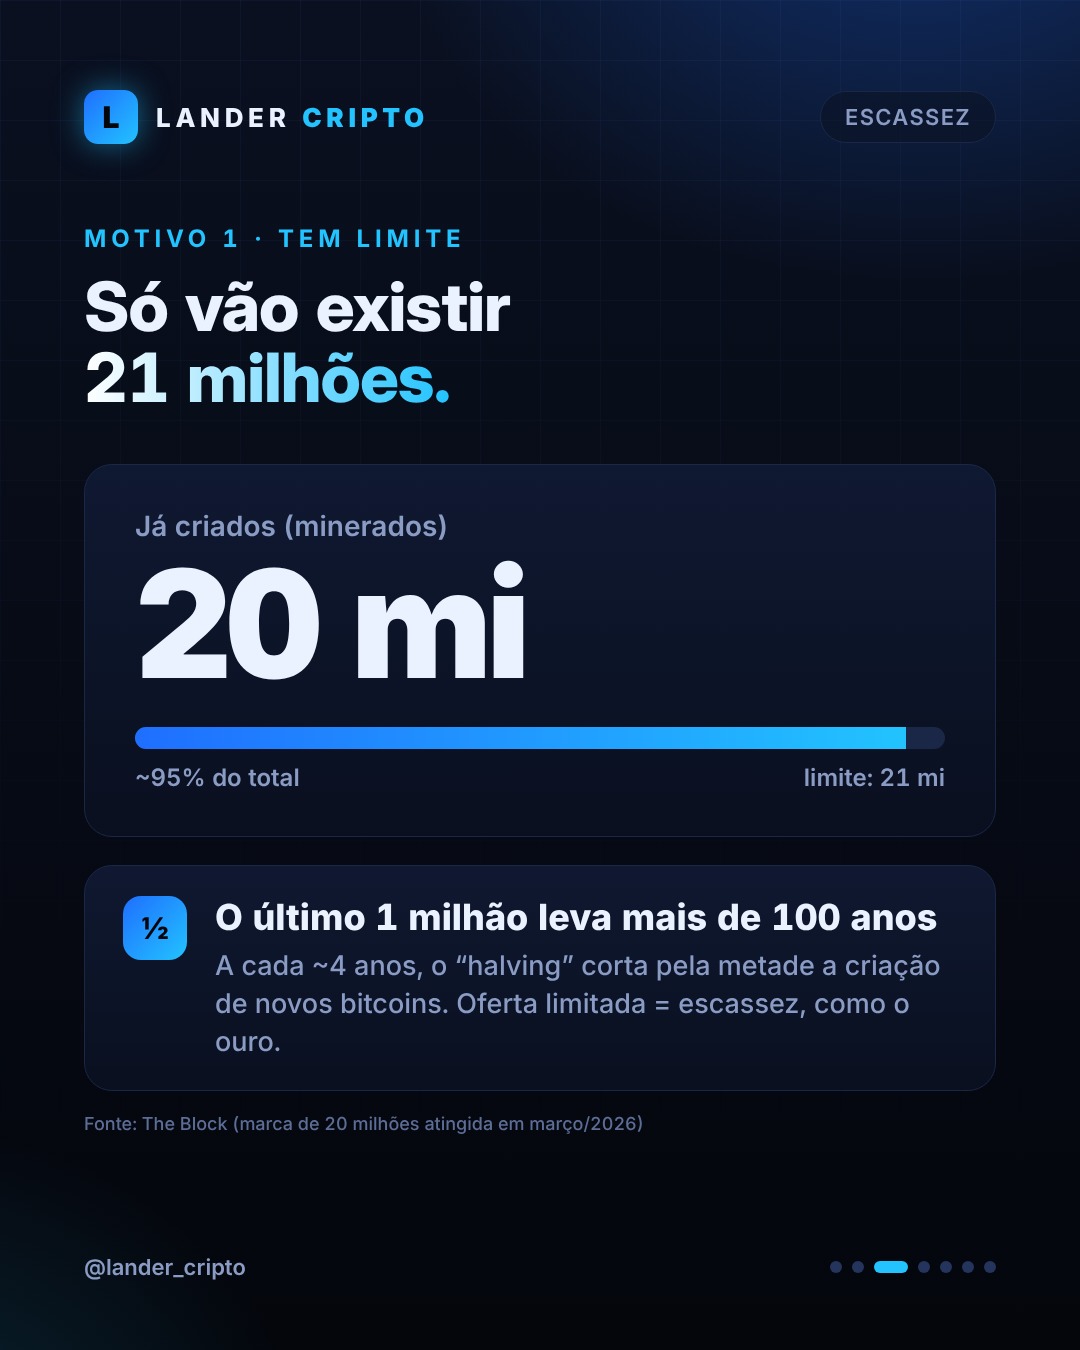 L LANDER CRIPTO
ESCASSEZ
MOTIVO 1 · TEM LIMITE
Só vão existir
21 milhões.
Já criados (minerados)
20 mi
~95% do total
limite: 21 mi
½
O último 1 milhão leva mais de 100 anos
A cada ~4 anos, o “halving” corta pela metade a criação
de novos bitcoins. Oferta limitada = escassez, como o
ouro.
Fonte: The Block (marca de 20 milhões atingida em março/2026)
@lander_cripto